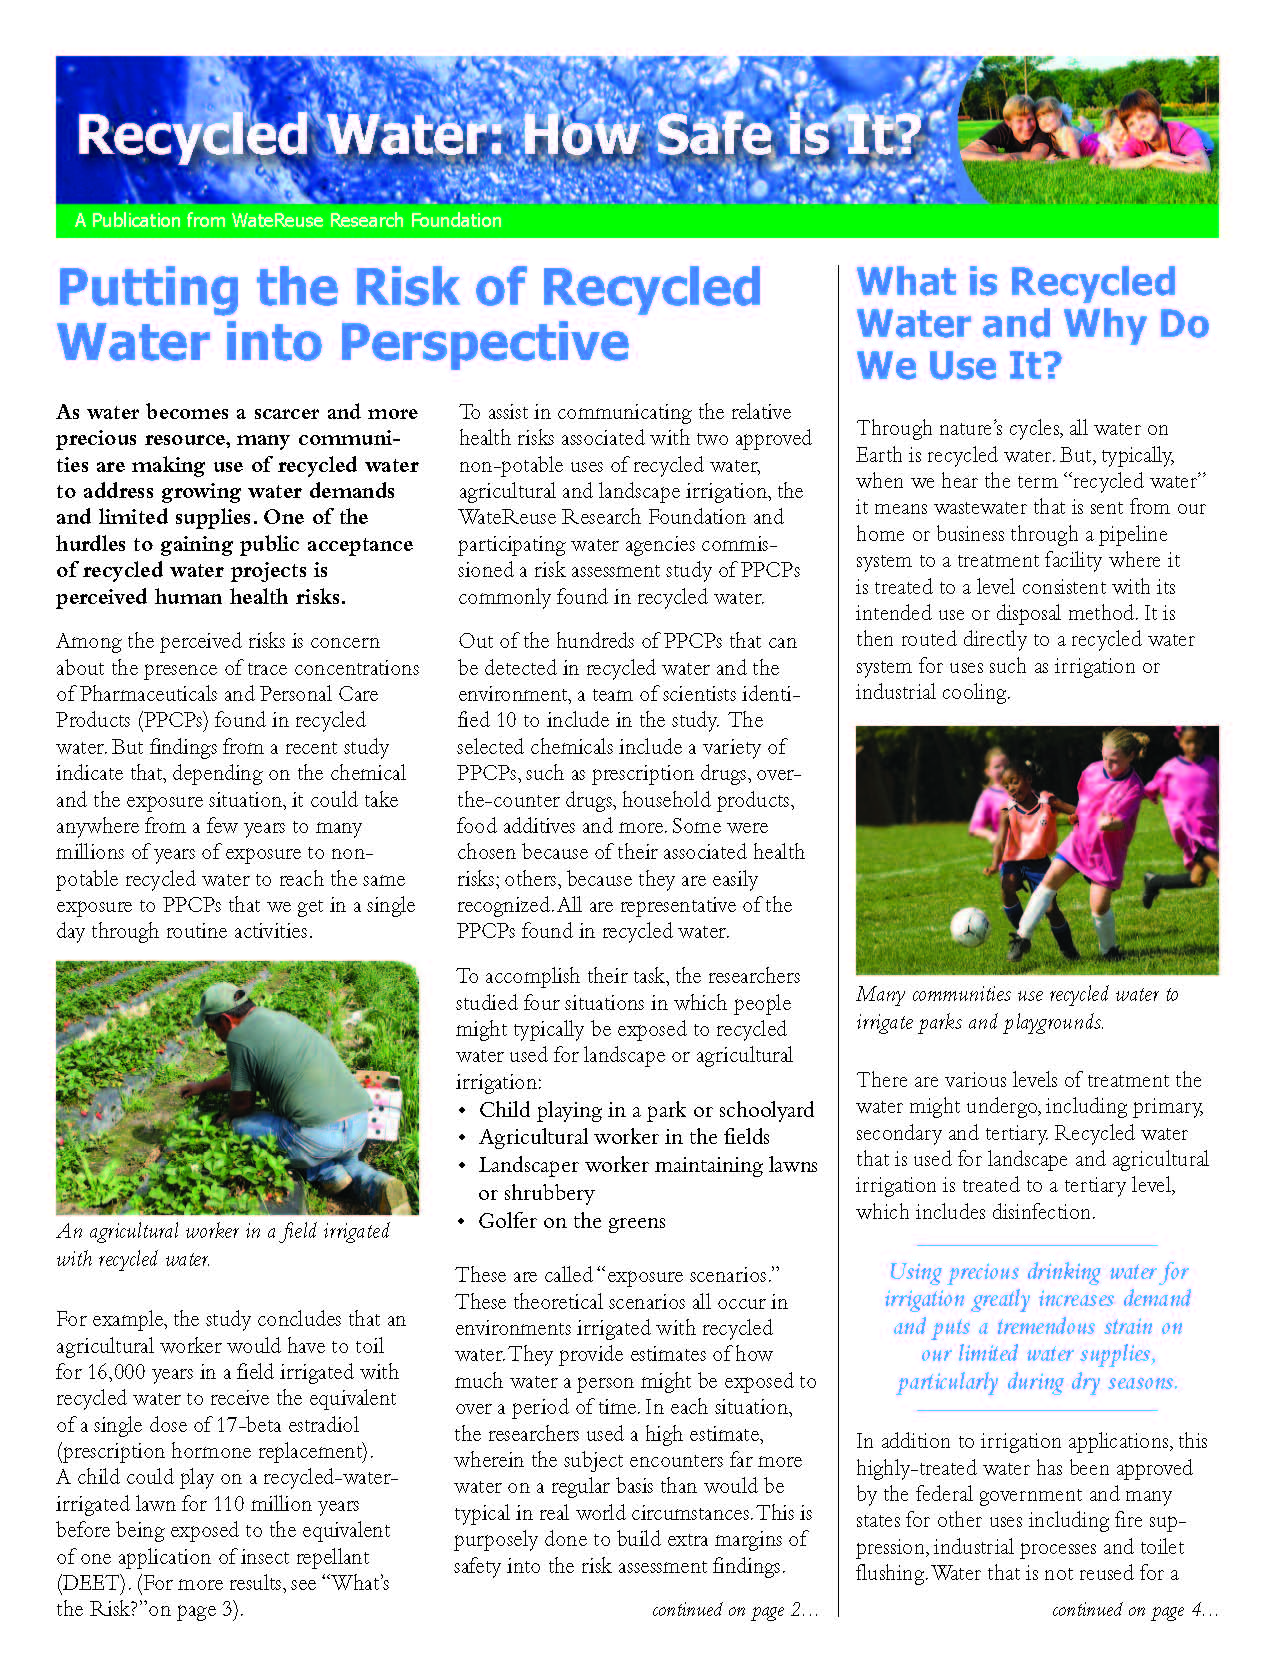 Recycled Water: How Safe is It?
A Publication from WateReuse Research Foundation
Putting the Risk of Recycled
Water into Perspective
As water becomes a scarcer and more
precious resource, many communi-
ties are making use of recycled water
to address growing water demands
and limited supplies. One of the
hurdles to gaining public acceptance
of recycled water projects is
perceived human health risks.
Among the perceived risks is concern
about the presence of trace concentrations
of Pharmaceuticals and Personal Care
Products (PPCPs) found in recycled
water. But findings from a recent study
indicate that, depending on the chemical
and the exposure situation, it could take
anywhere from a few years to many
millions of years of exposure to non-
potable recycled water to reach the same
exposure to PPCPs that we get in a single
day through routine activities.
An agricultural worker in a field irrigated
with recycled water.
For example, the study concludes that an
agricultural worker would have to toil
for 16,000 years in a field irrigated with
recycled water to receive the equivalent
of a single dose of 17-beta estradiol
(prescription hormone replacement).
A child could play on a recycled-water-
irrigated lawn for 110 million years
before being exposed to the equivalent
of one application of insect repellant
(DEET). (For more results, see “What’s
the Risk?” on page 3).
To assist in communicating the relative
health risks associated with two approved
non-potable uses of recycled water,
agricultural and landscape irrigation, the
WateReuse Research Foundation and
participating water agencies commis-
sioned a risk assessment study of PPCPs
commonly found in recycled water.
Out of the hundreds of PPCPs that can
be detected in recycled water and the
environment, a team of scientists identi-
fied 10 to include in the study. The
selected chemicals include a variety of
PPCPs, such as prescription drugs, over-
the-counter drugs, household products,
food additives and more. Some were
chosen because of their associated health
risks; others, because they are easily
recognized. All are representative of the
PPCPs found in recycled water.
To accomplish their task, the researchers
studied four situations in which people
might typically be exposed to recycled
water used for landscape or agricultural
irrigation:
• Child playing in a park or schoolyard
• Agricultural worker in the fields
• Landscaper worker maintaining lawns
or shrubbery
• Golfer on the greens
These are called “exposure scenarios.”
These theoretical scenarios all occur in
environments irrigated with recycled
water. They provide estimates of how
much water a person might be exposed to
over a period of time. In each situation,
the researchers used a high estimate,
wherein the subject encounters far more
water on a regular basis than would be
typical in real world circumstances. This is
purposely done to build extra margins of
safety into the risk assessment findings.
continued on page 2…
What is Recycled
Water and Why Do
We Use It?
Through nature’s cycles, all water on
Earth is recycled water. But, typically,
when we hear the term “recycled water”
it means wastewater that is sent from our
home or business through a pipeline
system to a treatment facility where it
is treated to a level consistent with its
intended use or disposal method. It is
then routed directly to a recycled water
system for uses such as irrigation or
industrial cooling.
Many communities use recycled water to
irrigate parks and playgrounds.
There are various levels of treatment the
water might undergo, including primary,
secondary and tertiary. Recycled water
that is used for landscape and agricultural
irrigation is treated to a tertiary level,
which includes disinfection.
Using precious drinking water for
irrigation greatly increases demand
and puts a tremendous strain on
our limited water supplies,
particularly during dry seasons.
In addition to irrigation applications, this
highly-treated water has been approved
by the federal government and many
states for other uses including fire sup-
pression, industrial processes and toilet
flushing. Water that is not reused for a
continued on page 4…